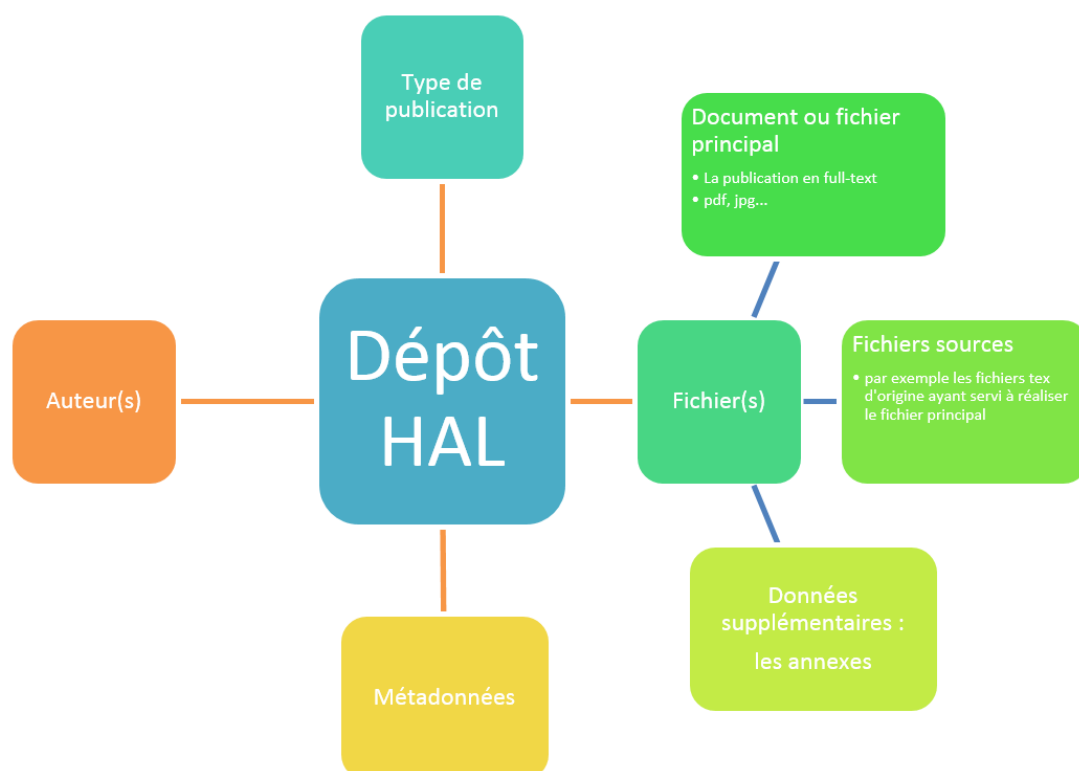 Type de
publication
Document ou fichier
principal
• La publication en full-text
• pdf, jpg...
Dépôt
HAL
Auteur(s)
Fichier(s)
Fichiers sources
• par exemple les fichiers tex
d'origine ayant servi à réaliser
le fichier principal
Données
supplémentaires :
les annexes
Métadonnées